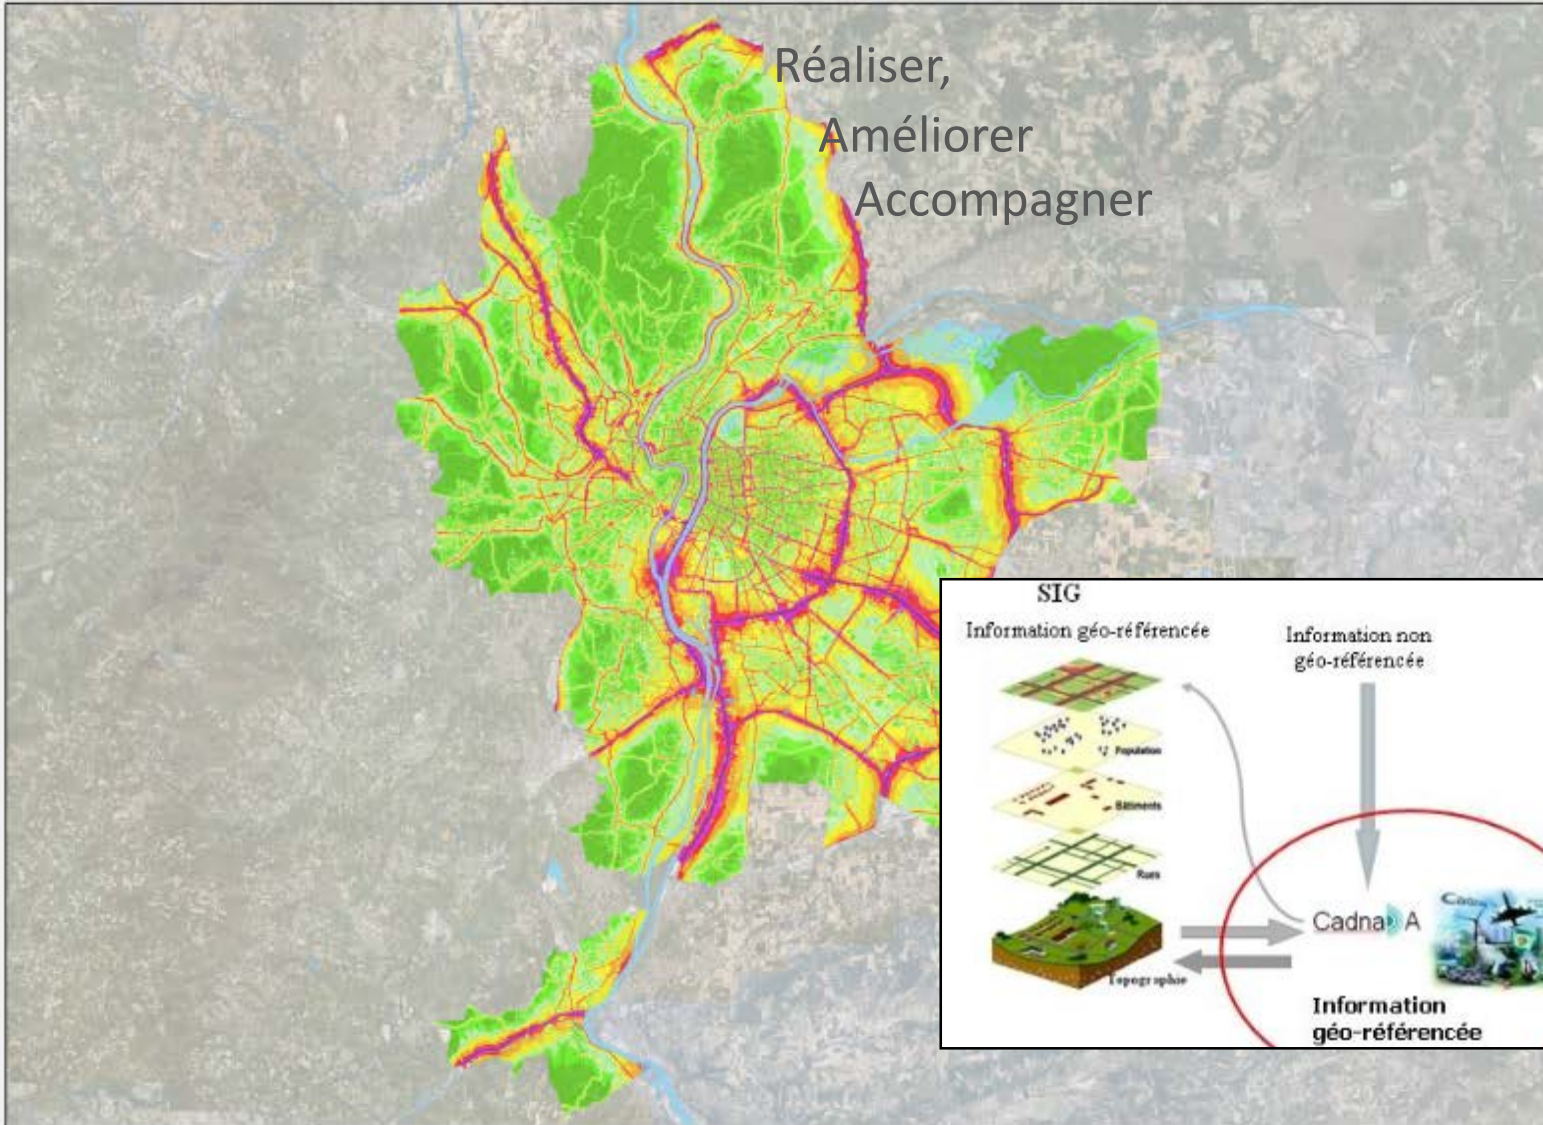 Réaliser,
Améliorer
Accompagner
SIG
Information géo-référencée
Information non
géo-référencée
Population
Bâtiments
Rues
Topographie
Cadna A
Information
géo-référencée